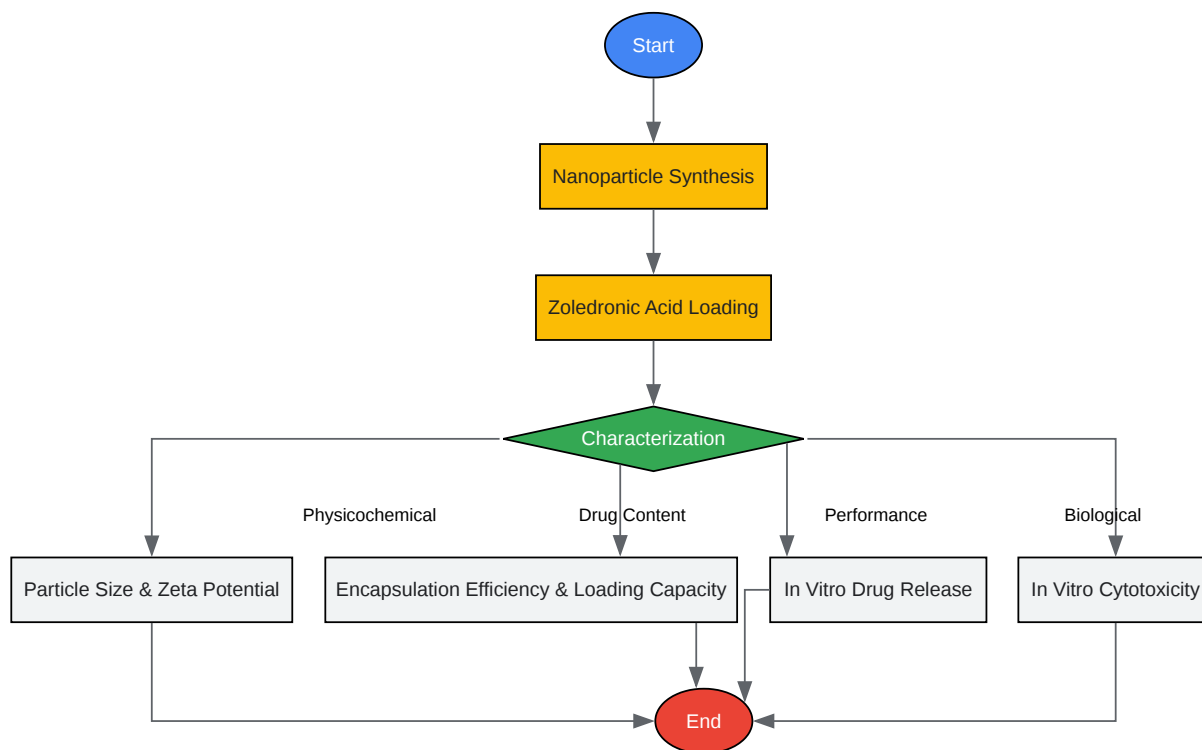 Start
Nanoparticle Synthesis
Zoledronic Acid Loading
Characterization
Physicochemical
Drug Content
Performance
Biological
Particle Size & Zeta Potential
Encapsulation Efficiency & Loading Capacity
In Vitro Drug Release
In Vitro Cytotoxicity
End